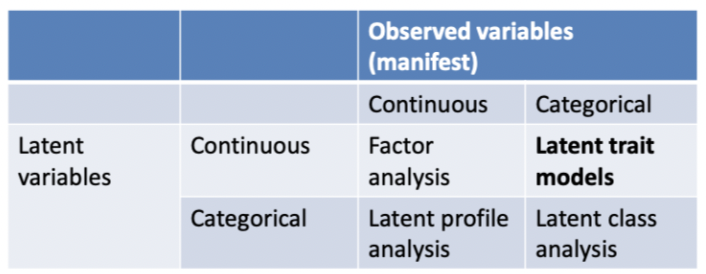 Observed variables
(manifest)
Continuous Categorical
Latent
variables
Continuous
Factor
analysis
Latent trait
models
Categorical
Latent profile
analysis
Latent class
analysis